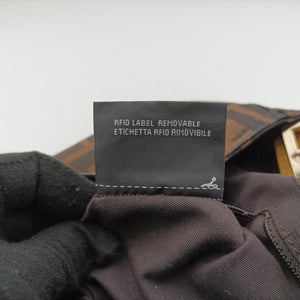 RFID LABEL REMOVABLE
ETICHETTA RFID RIMOVIBILE